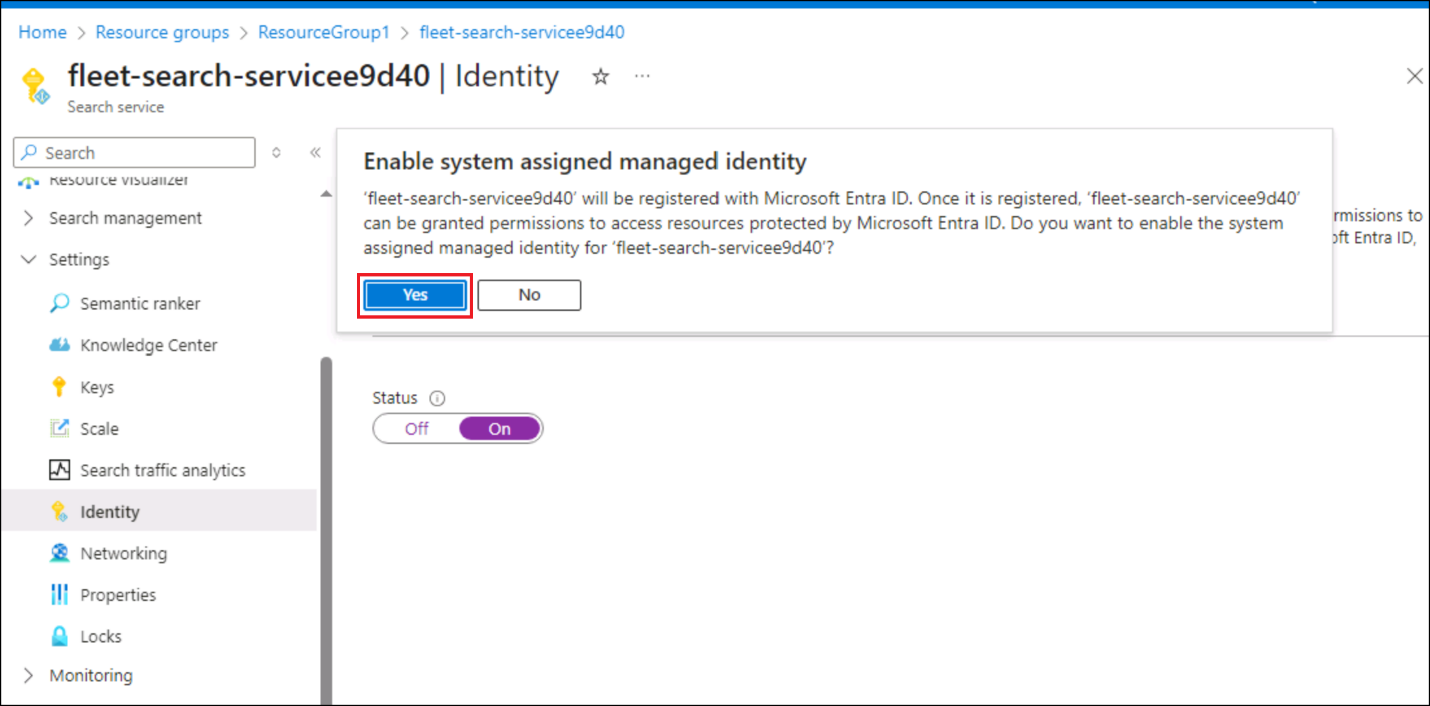 Home > Resource groups > ResourceGroup1 > fleet-search-servicee9d40
fleet-search-servicee9d40 | Identity
Search service
Search
Resource visualizer
Search management
Settings
Semantic ranker
Knowledge Center
Keys
Scale
Search traffic analytics
Identity
Networking
Properties
Locks
Monitoring
Enable system assigned managed identity
‘fleet-search-servicee9d40’ will be registered with Microsoft Entra ID. Once it is registered, ‘fleet-search-servicee9d40’
can be granted permissions to access resources protected by Microsoft Entra ID. Do you want to enable the system
assigned managed identity for ‘fleet-search-servicee9d40’?
Yes No
rmissions to
oft Entra ID,
Status
Off On